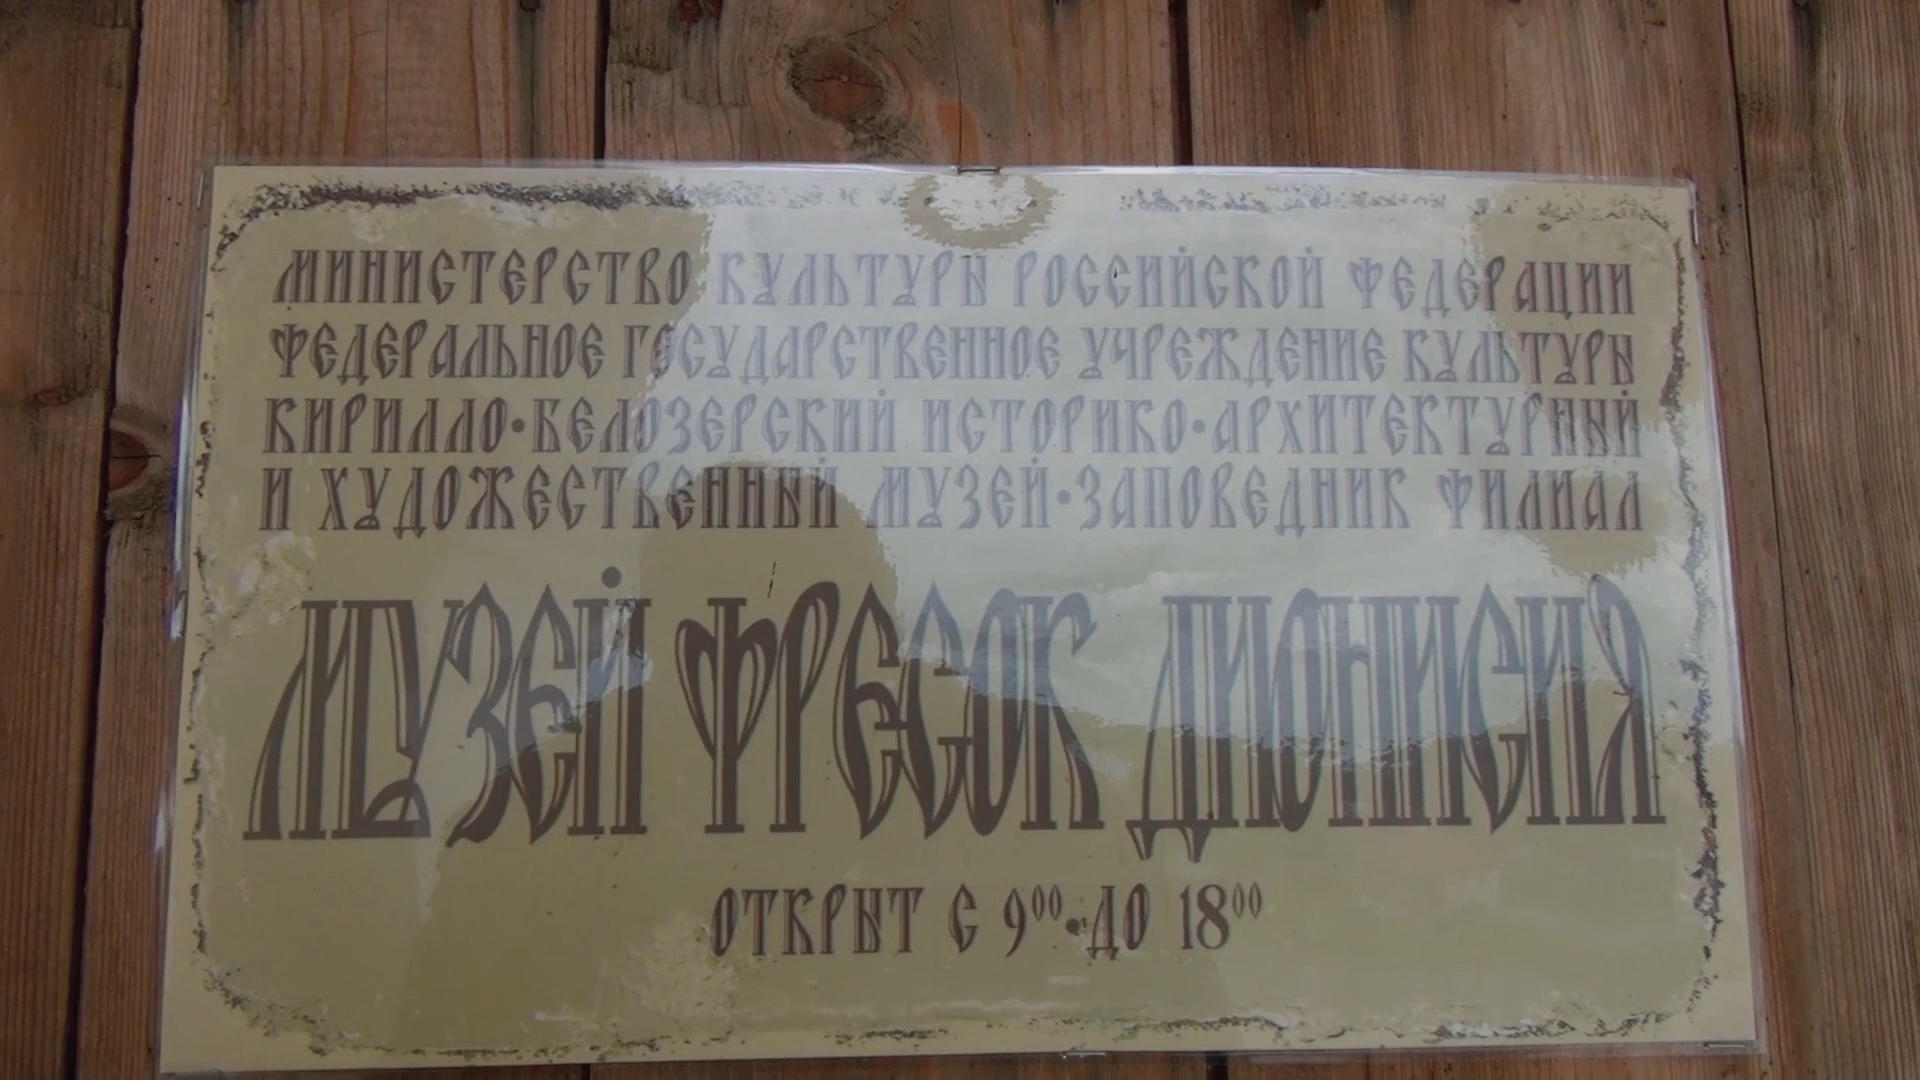 МИНИСТЕРСТВО КУЛЬТУРЫ РОССИЙСКОЙ ФЕДЕРАЦИИ
ФЕДЕРАЛЬНОЕ ГОСУДАРСТВЕННОЕ УЧРЕЖДЕНИЕ КУЛЬТУРЫ
КИРИЛЛО•БЕЛОЗЕРСКИЙ ИСТОРИКО•АРХИТЕКТУРНЫЙ
И ХУДОЖЕСТВЕННЫЙ МУЗЕЙ•ЗАПОВЕДНИК ФИЛИАЛ
МУЗЕЙ ФРЕСОК ДИОНИСИЯ
ОТКРЫТ С 9⁰⁰•ДО 18⁰⁰